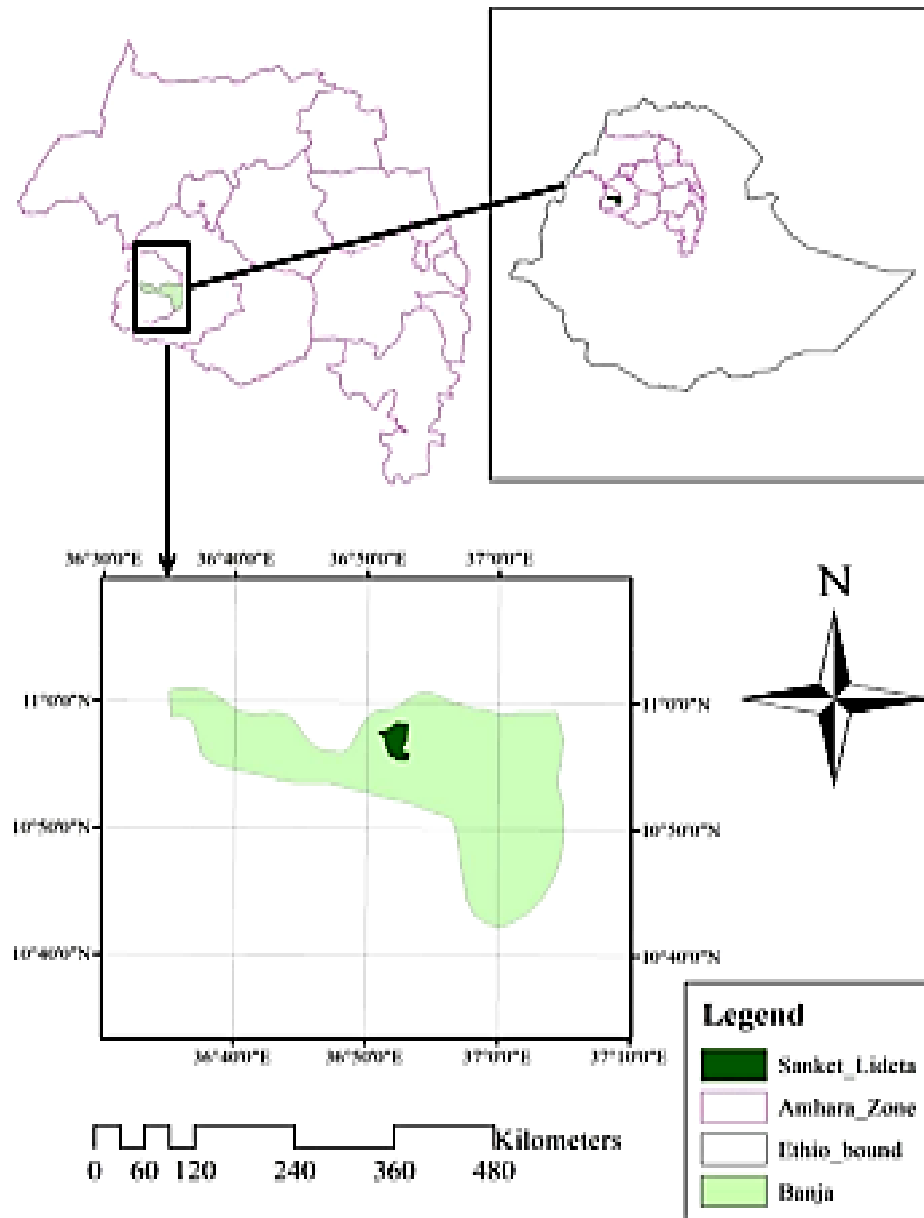 36°30'0"E 36°40'0"E 36°50'0"E 37°0'0"E
N
11°0'0"N 11°0'0"N
10°50'0"N 10°50'0"N
10°40'0"N 10°40'0"N
36°40'0"E 36°50'0"E 37°0'0"E 37°10'0"E
Legend
Sanket_Lideta
Amhara_Zone
Ethio_bound
Banja
Kilometers
0 60 120 240 360 480